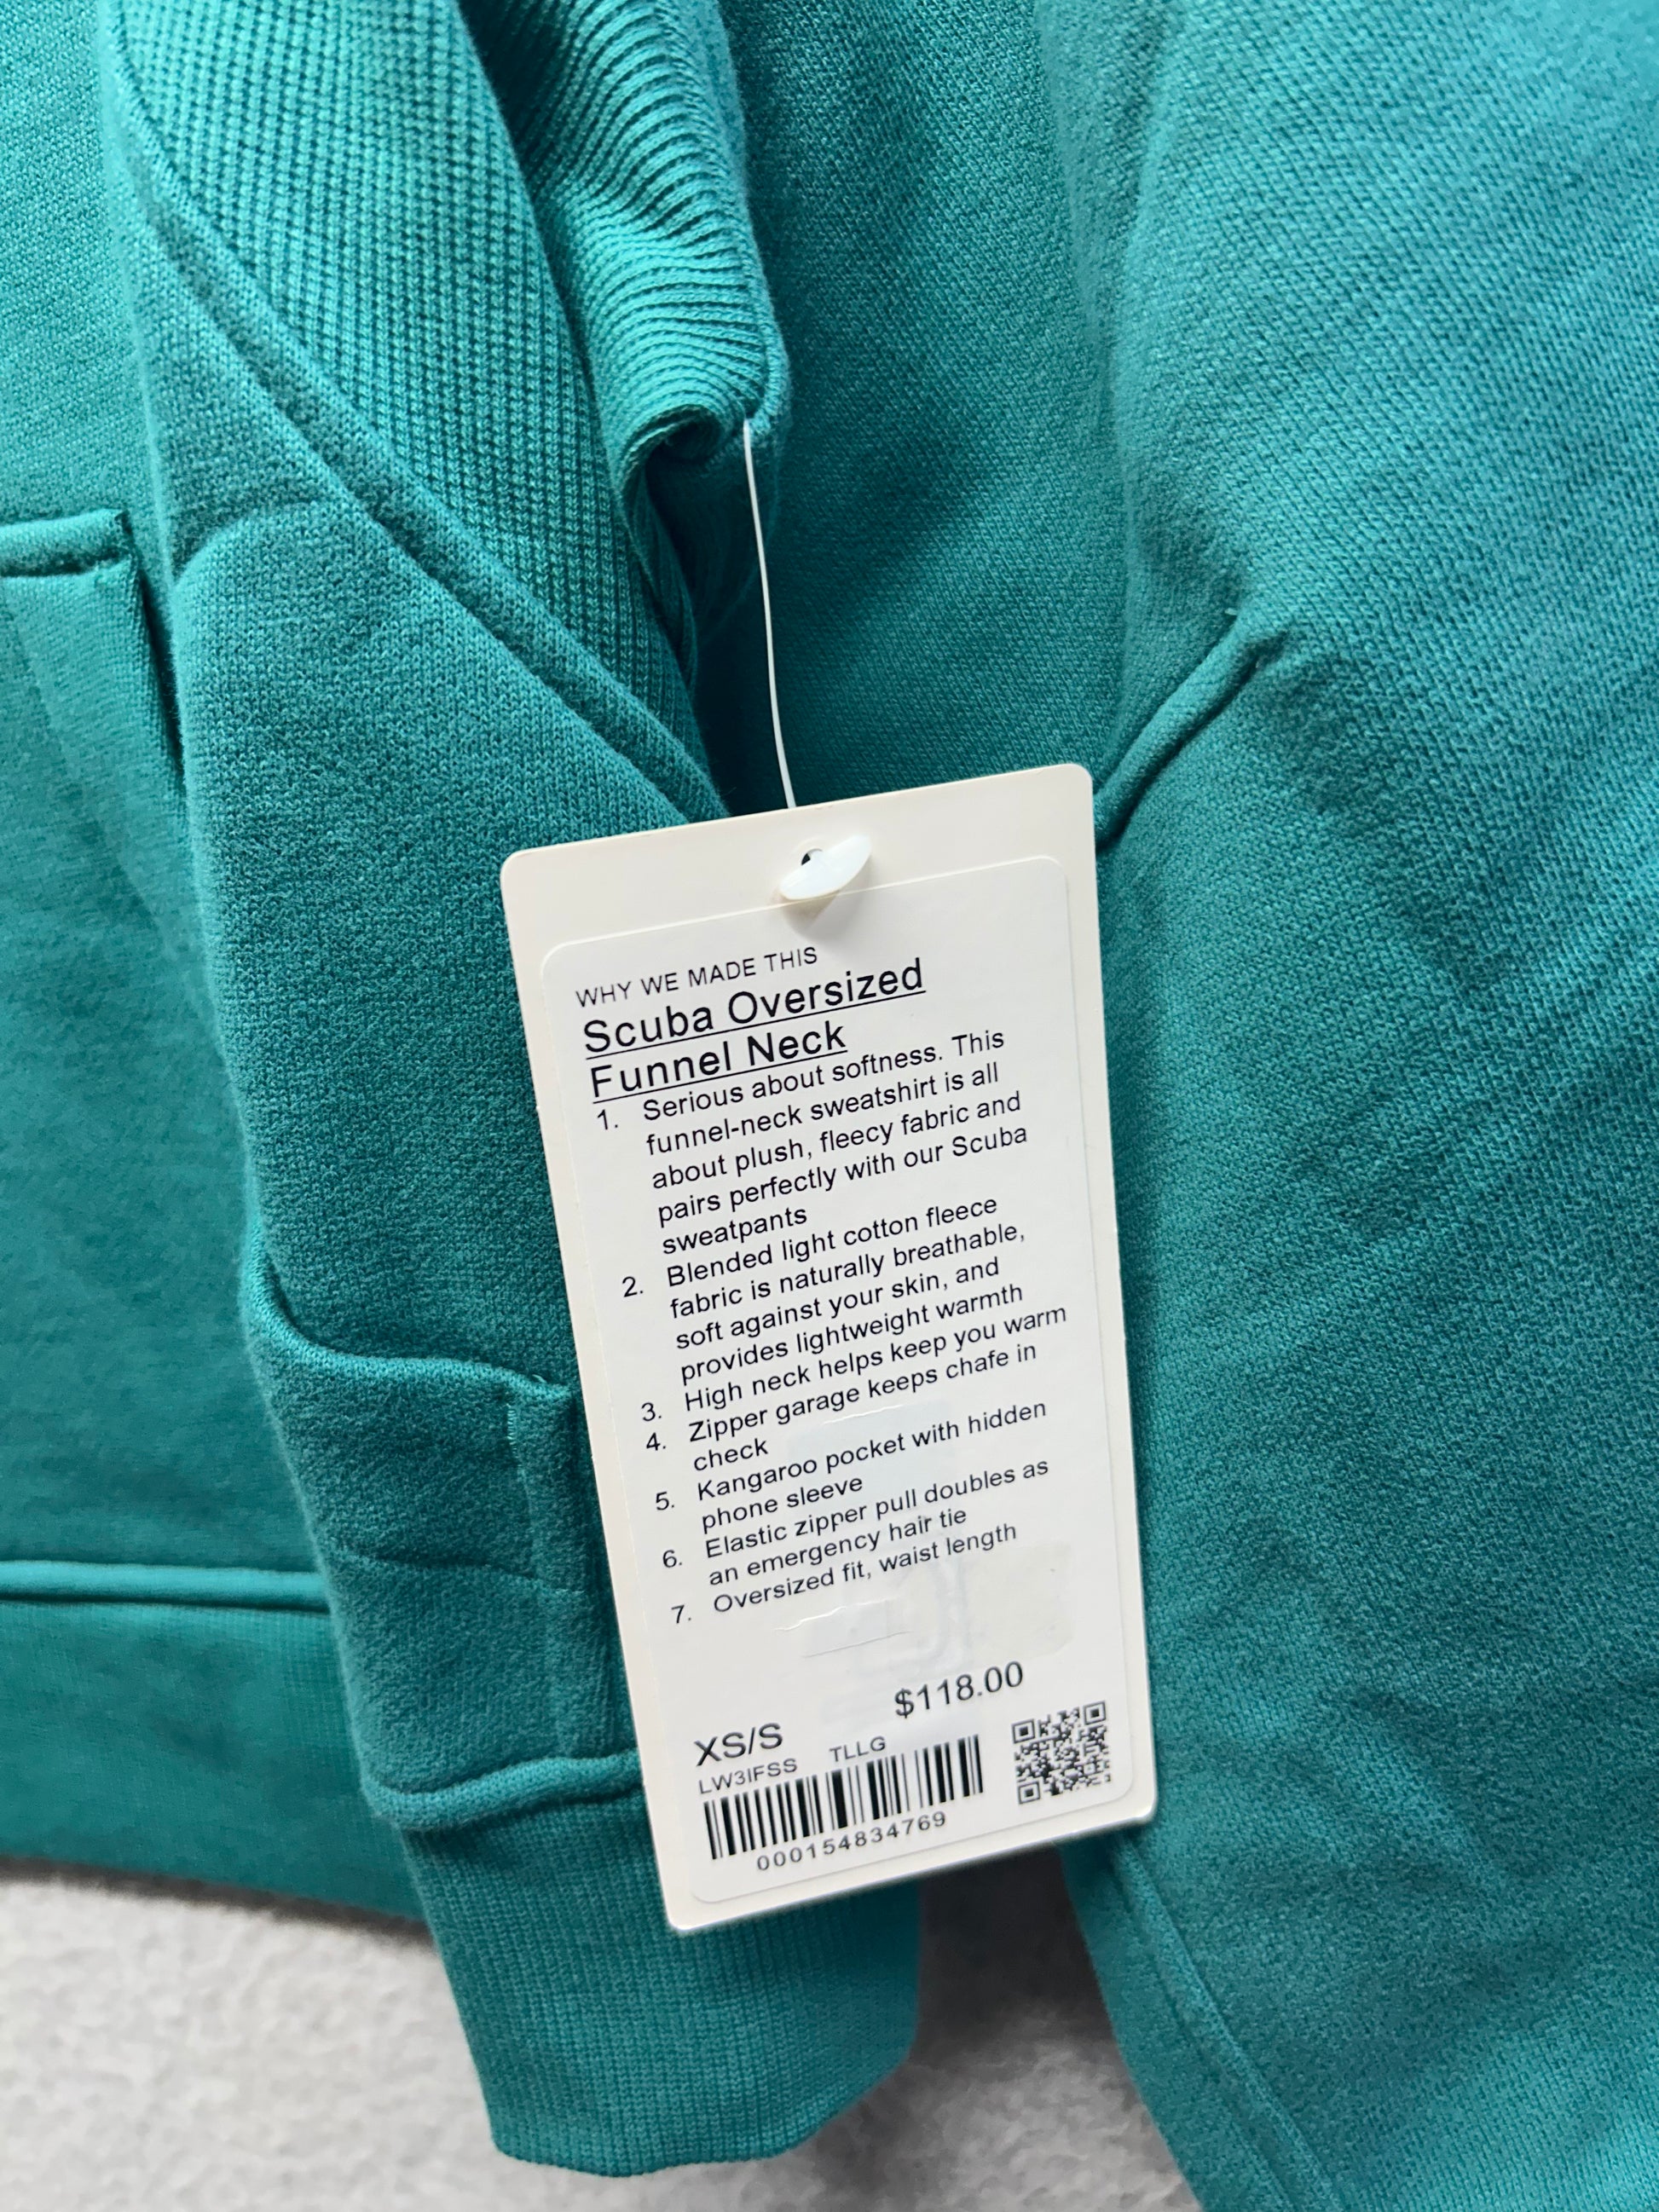 WHY WE MADE THIS
Scuba Oversized
Funnel Neck
1. Serious about softness. This
funnel-neck sweatshirt is all
about plush, fleecy fabric and
pairs perfectly with our Scuba
sweatpants
2. Blended light cotton fleece
fabric is naturally breathable,
soft against your skin, and
provides lightweight warmth
3. High neck helps keep you warm
4. Zipper garage keeps chafe in
check
5. Kangaroo pocket with hidden
phone sleeve
6. Elastic zipper pull doubles as
an emergency hair tie
7. Oversized fit, waist length
$118.00
XS/S
LW3IFSS TLLG
000154834769